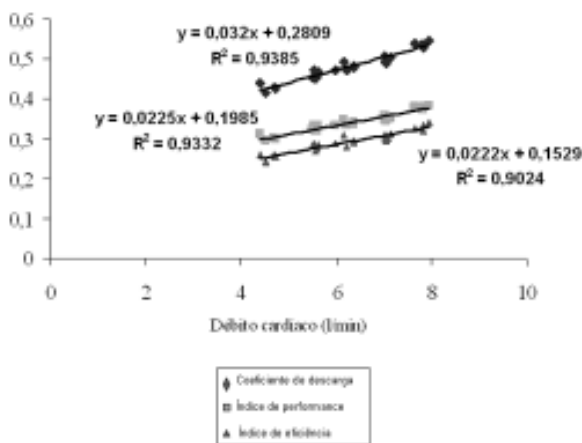 0,6
y = 0,032x + 0,2809
R² = 0,9385
0,5
0,4
y = 0,0225x + 0,1985
R² = 0,9332
0,3
y = 0,0222x + 0,1529
R² = 0,9024
0,2
0,1
0
0 2 4 6 8 10
Débito cardíaco (l/min)
Coeficiente de descarga
Índice de performance
Índice de eficiência